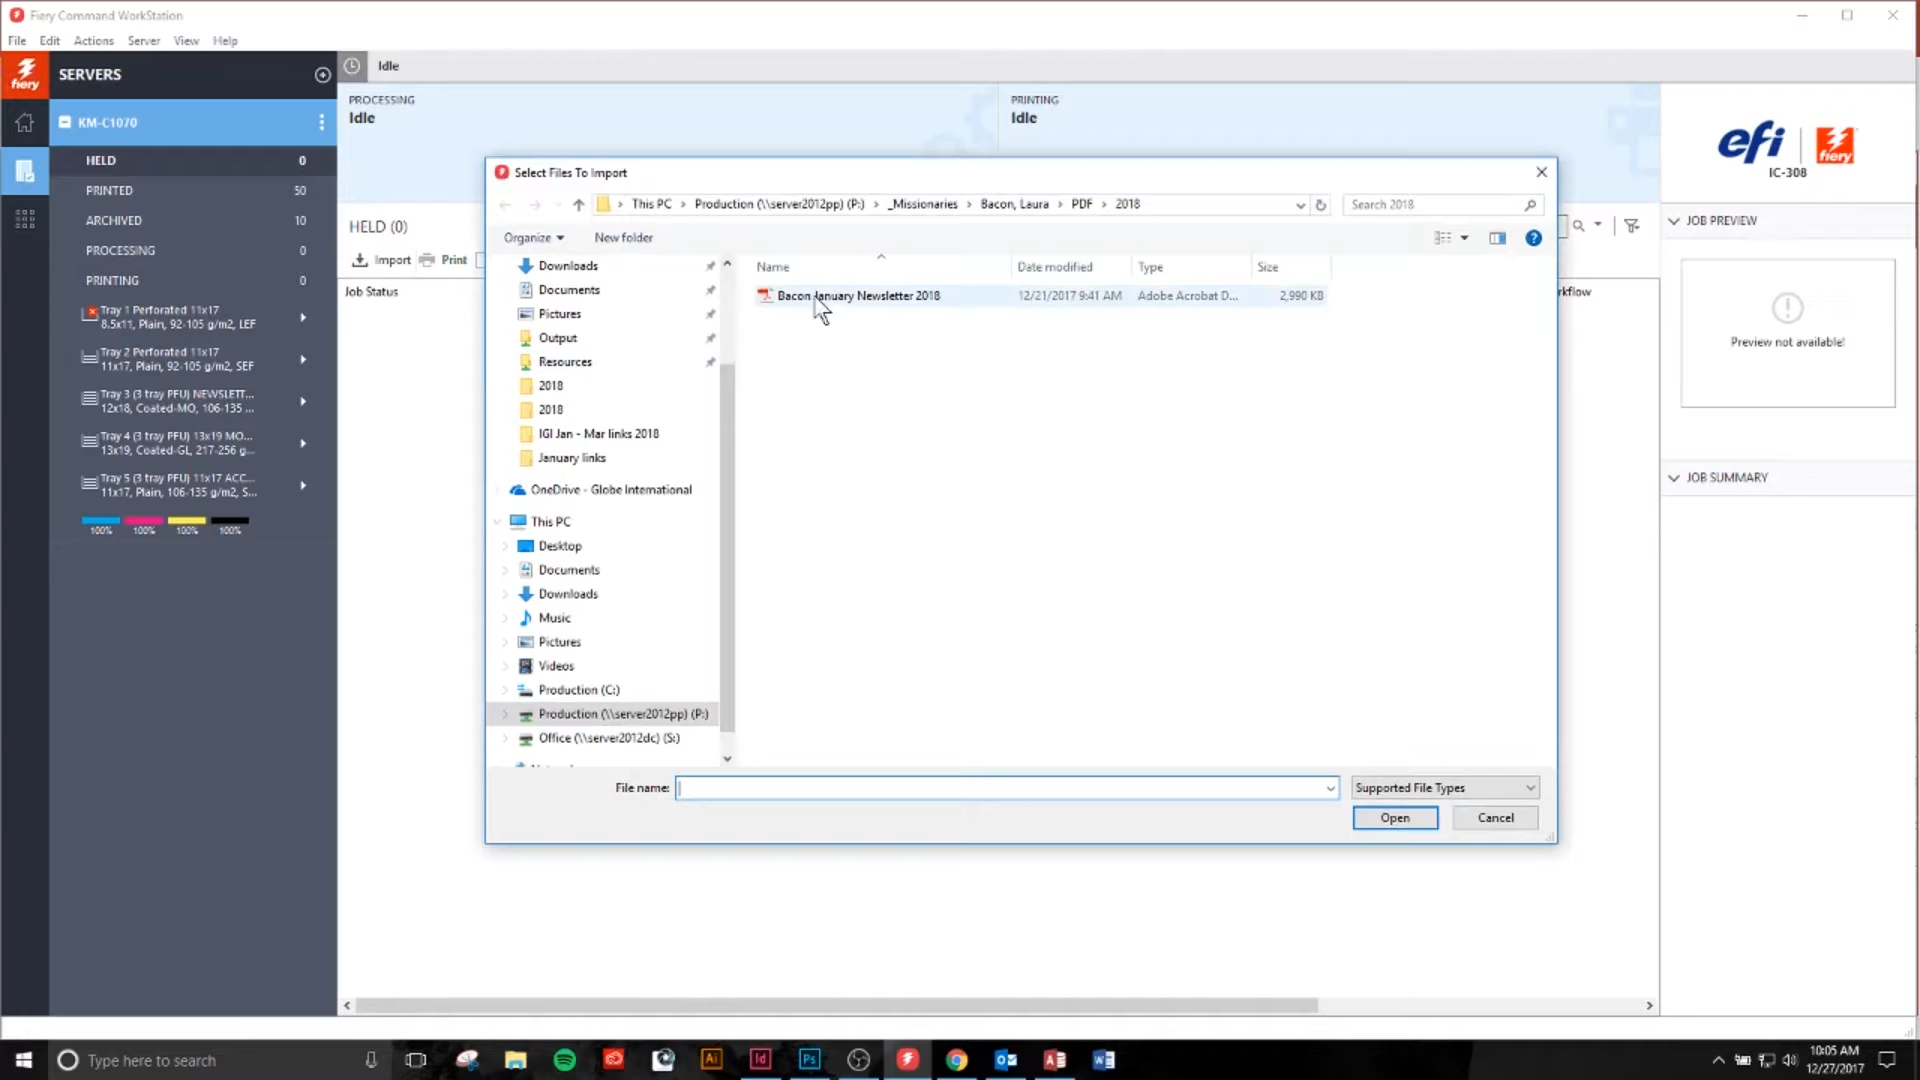 Fiery Command WorkStation
File Edit Actions Server View Help
fiery
SERVERS
Idle
KM-C1070
PROCESSING
Idle
PRINTING
Idle
efi fiery
IC-308
HELD 0
PRINTED 50
ARCHIVED 10
PROCESSING 0
PRINTING 0
Tray 1 Perforated 11x17
8.5x11, Plain, 92-105 g/m2, LEF
Tray 2 Perforated 11x17
11x17, Plain, 92-105 g/m2, SEF
Tray 3 (3 tray PFU) NEWSLETT...
12x18, Coated-MO, 106-135 ...
Tray 4 (3 tray PFU) 13x19 MO...
13x19, Coated-GL, 217-256 g...
Tray 5 (3 tray PFU) 11x17 ACC...
11x17, Plain, 106-135 g/m2, S...
100% 100% 100% 100%
HELD (0)
Import Print
Job Status
rkflow
JOB PREVIEW
Preview not available!
JOB SUMMARY
Select Files To Import
This PC > Production (\\server2012pp) (P:) > _Missionaries > Bacon, Laura > PDF > 2018
Search 2018
Organize New folder
Downloads
Documents
Pictures
Output
Resources
2018
2018
IGI Jan - Mar links 2018
January links
OneDrive - Globe International
This PC
Desktop
Documents
Downloads
Music
Pictures
Videos
Production (C:)
Production (\\server2012pp) (P:)
Office (\\server2012dc) (S:)
Name Date modified Type Size
Bacon January Newsletter 2018 12/21/2017 9:41 AM Adobe Acrobat D... 2,990 KB
File name:
Supported File Types
Open Cancel
Type here to search
Ai Id Ps
10:05 AM
12/27/2017